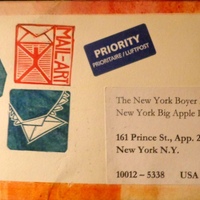 MAIL-ART
PRIORITY
PRIORITAIRE / LUFTPOST
The New York Boyer
New York Big Apple
161 Prince St., App. 2
New York N.Y.
10012 – 5338 USA